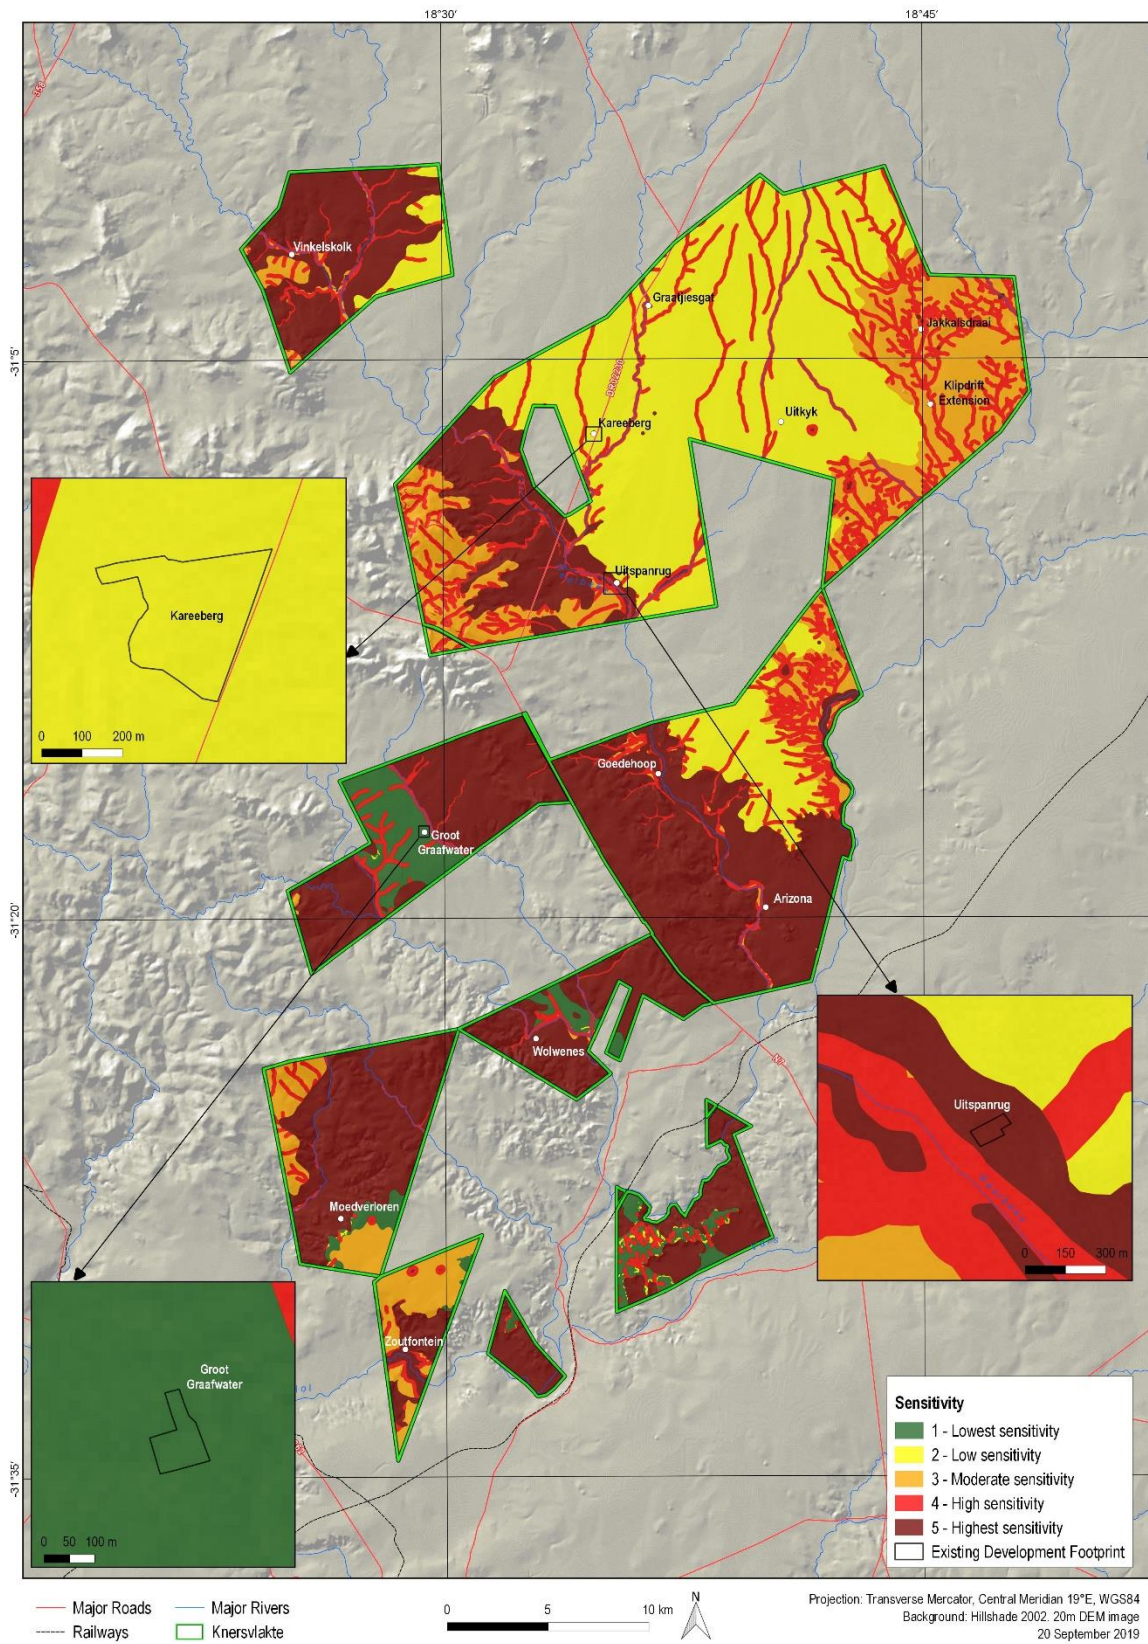 18°30'
18°45'
358
Vinkelskolk
Graatjiesgat
Jakkalsdraai
-31°5'
Klipdrift
Extension
Kareeberg
Uitkyk
Uitspanrug
Kareeberg
0 100 200 m
Goedehoop
Groot
Graafwater
Arizona
-31°20'
Wolwenes
N7
Uitspanrug
Moedverloren
0 150 300 m
Zoutfontein
Groot
Graafwater
0 50 100 m
-31°35'
Sensitivity
1 - Lowest sensitivity
2 - Low sensitivity
3 - Moderate sensitivity
4 - High sensitivity
5 - Highest sensitivity
Existing Development Footprint
Major Roads
Major Rivers
Railways
Knersvlakte
0 5 10 km
N
Projection: Transverse Mercator, Central Meridian 19°E, WGS84
Background: Hillshade 2002. 20m DEM image
20 September 2019